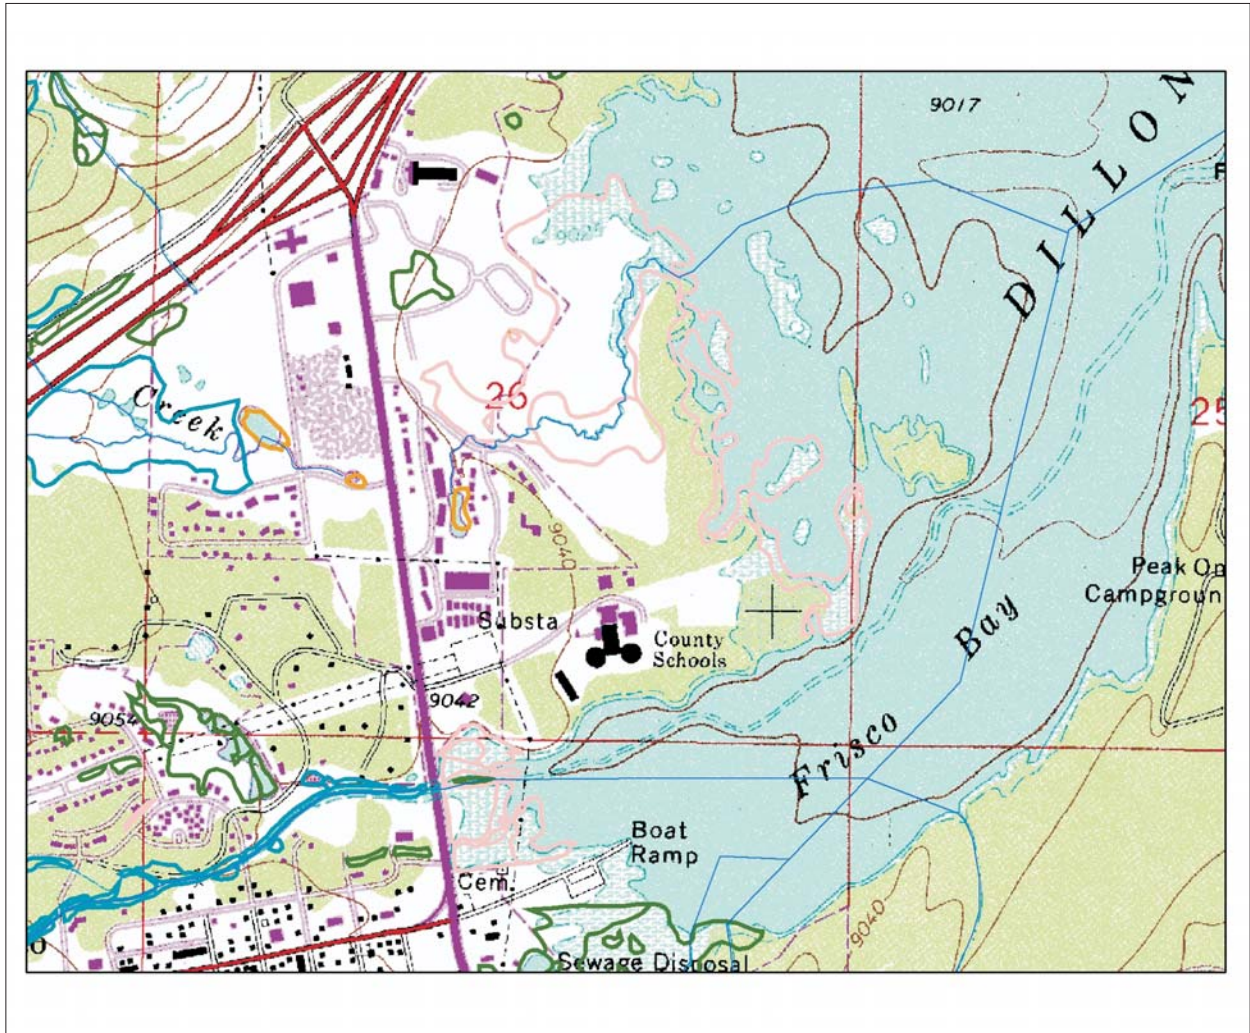 9017
DILLON
26
25
Creek
9040
Peak On
Campgroun
Substa
County
Schools
Bay
9042
9054
Frisco
Boat
Ramp
Cem.
9040
Sewage Disposal